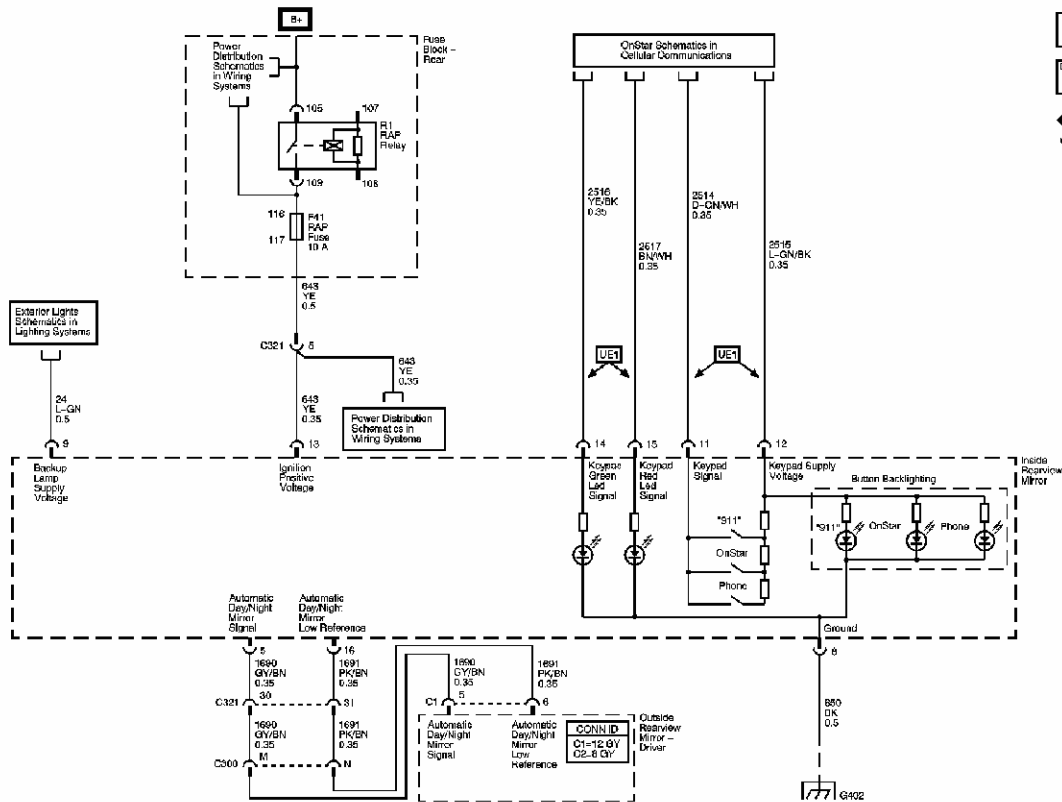 B+
Power
Distribution
Schematics
in Wiring
Systems
Fuse
Block –
Rear
105
107
R1
RAP
Relay
109
108
116
117
F41
RAP
Fuse
10 A
643
YE
0.5
C321
6
643
YE
0.35
643
YE
0.35
Power Distribution
Schematics in
Wiring Systems
Exterior Lights
Schematics in
Lighting Systems
24
L-GN
0.5
9
13
OnStar Schematics in
Cellular Communications
2516
YE/BK
0.35
2517
BN/WH
0.35
2514
D-GN/WH
0.35
2515
L-GN/BK
0.35
UE1
UE1
14
15
11
12
Inside
Rearview
Mirror
Backup
Lamp
Supply
Voltage
Ignition
Positive
Voltage
Keypad
Green
Led
Signal
Keypad
Red
Led
Signal
Keypad
Signal
Keypad Supply
Voltage
Button Backlighting
"911"
OnStar
Phone
"911"
OnStar
Phone
Automatic
Day/Night
Mirror
Signal
Automatic
Day/Night
Mirror
Low Reference
Ground
5
16
8
1690
GY/BN
0.35
1691
PK/BN
0.35
1690
GY/BN
0.35
1691
PK/BN
0.35
C321
30
31
C1
5
6
1690
GY/BN
0.35
1691
PK/BN
0.35
C300
M
N
Automatic
Day/Night
Mirror
Signal
Automatic
Day/Night
Mirror
Low
Reference
CONN ID
C1=12 GY
C2=8 GY
Outside
Rearview
Mirror –
Driver
650
BK
0.5
G402